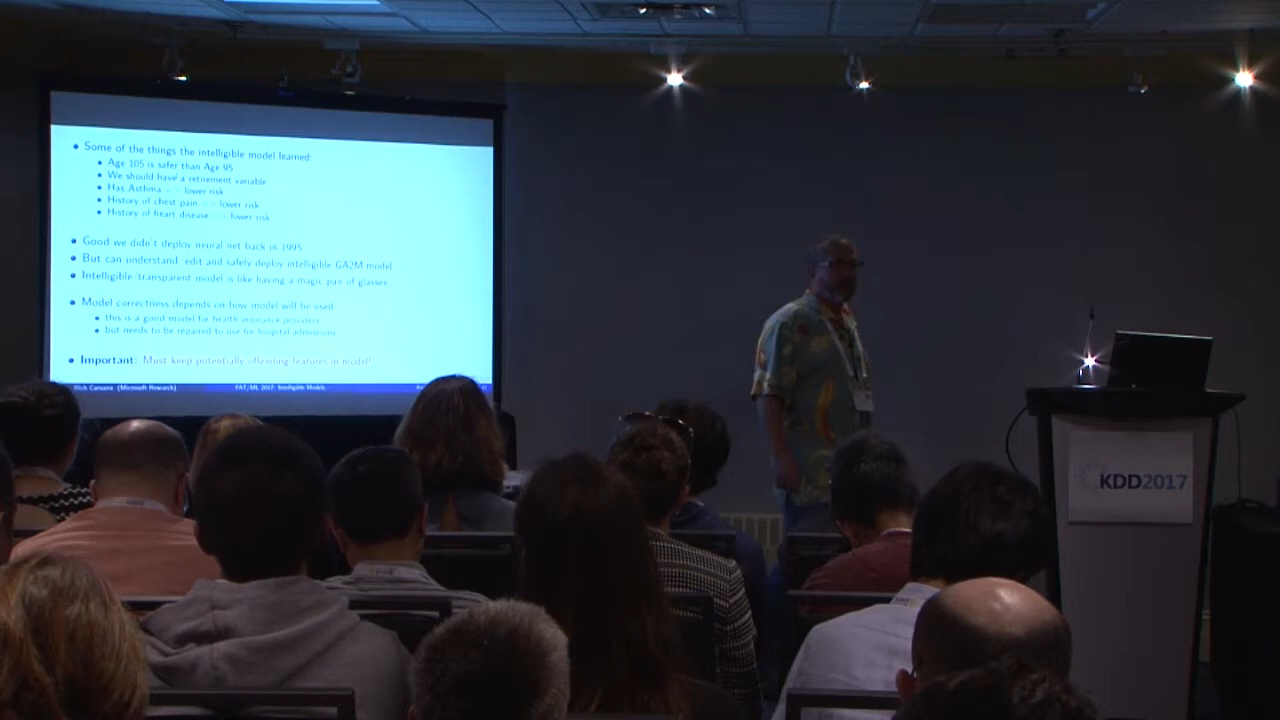 Some of the things the intelligible model learned:
Age 105 is safer than Age 95
We should have a retirement variable
Has Asthma => lower risk
History of chest pain => lower risk
History of heart disease => lower risk
Good we didn't deploy neural net back in 1995
But can understand, edit and safely deploy intelligible GA2M model
Intelligible/transparent model is like having a magic pair of glasses
Model correctness depends on how model will be used
this is a good model for health insurance providers
but needs to be repaired to use for hospital admissions
Important: Must keep potentially offending features in model!
Rich Caruana (Microsoft Research) FAT/ML 2017: Intelligible Models
KDD2017